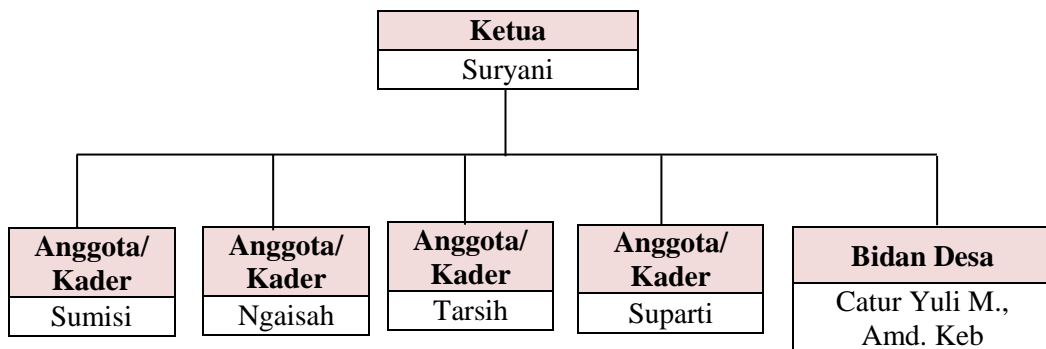 Ketua
Suryani
Anggota/
Kader
Sumisi
Anggota/
Kader
Ngaisah
Anggota/
Kader
Tarsih
Anggota/
Kader
Suparti
Bidan Desa
Catur Yuli M.,
Amd. Keb